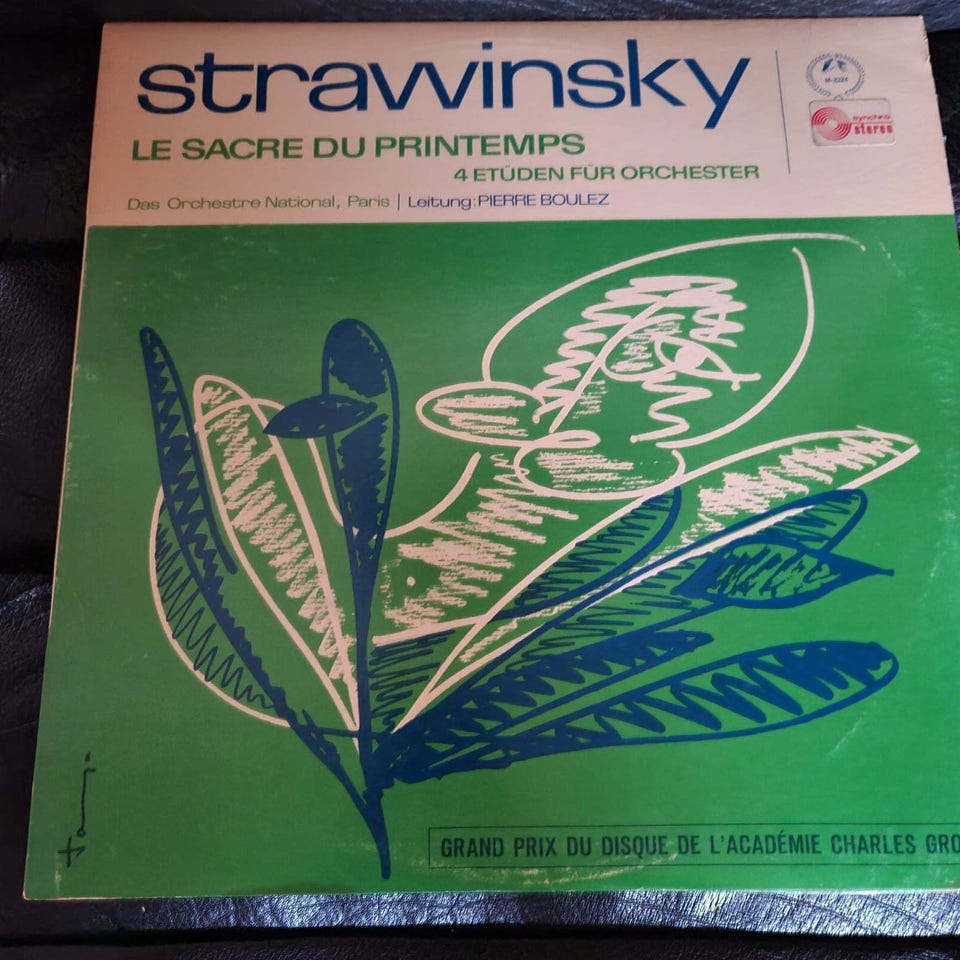 strawinsky
LE SACRE DU PRINTEMPS
4 ETÜDEN FÜR ORCHESTER
Das Orchestre National, Paris | Leitung: PIERRE BOULEZ
synchro
stereo
GRAND PRIX DU DISQUE DE L'ACADÉMIE CHARLES GRO